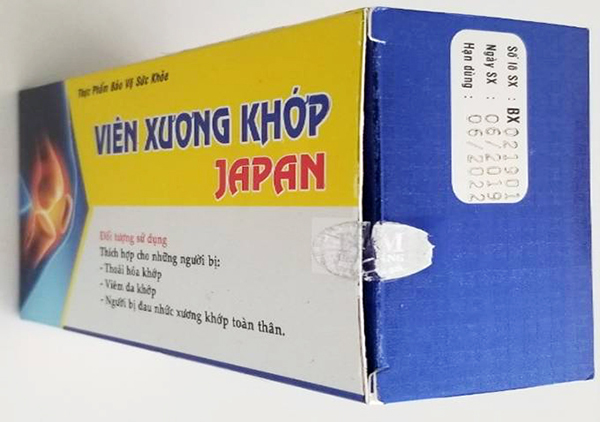 Thực Phẩm Bảo Vệ Sức Khỏe
VIÊN XƯƠNG KHỚP
JAPAN
Đối tượng sử dụng
Thích hợp cho những người bị:
- Thoái hóa khớp
- Viêm đa khớp
- Người bị đau nhức xương khớp toàn thân.
Số lô SX : BX021901
Ngày SX : 06/2019
Hạn dùng : 06/2022